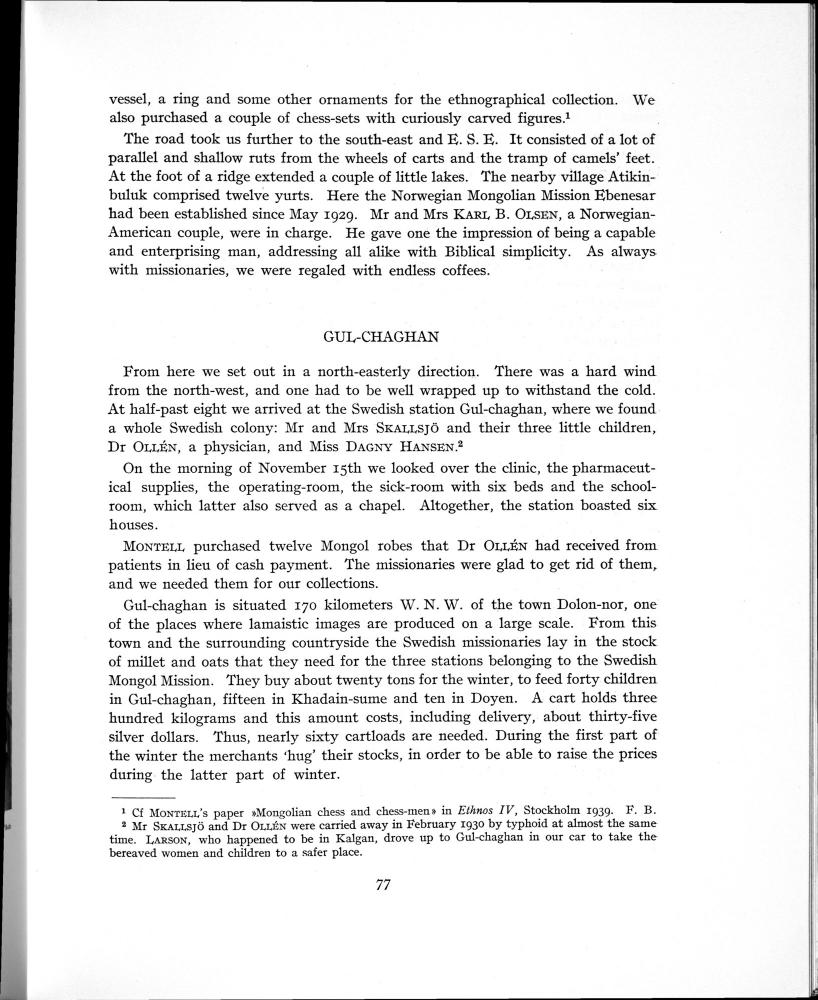 vessel, a ring and some other ornaments for the ethnographical collection. We
also purchased a couple of chess-sets with curiously carved figures.¹
The road took us further to the south-east and E. S. E. It consisted of a lot of
parallel and shallow ruts from the wheels of carts and the tramp of camels' feet.
At the foot of a ridge extended a couple of little lakes. The nearby village Atikin-
buluk comprised twelve yurts. Here the Norwegian Mongolian Mission Ebenesar
had been established since May 1929. Mr and Mrs KARL B. OLSEN, a Norwegian-
American couple, were in charge. He gave one the impression of being a capable
and enterprising man, addressing all alike with Biblical simplicity. As always
with missionaries, we were regaled with endless coffees.
GUL-CHAGHAN
From here we set out in a north-easterly direction. There was a hard wind
from the north-west, and one had to be well wrapped up to withstand the cold.
At half-past eight we arrived at the Swedish station Gul-chaghan, where we found
a whole Swedish colony: Mr and Mrs SKALLSJÖ and their three little children,
Dr OLLÉN, a physician, and Miss DAGNY HANSEN.²
On the morning of November 15th we looked over the clinic, the pharmaceut-
ical supplies, the operating-room, the sick-room with six beds and the school-
room, which latter also served as a chapel. Altogether, the station boasted six
houses.
MONTELL purchased twelve Mongol robes that Dr OLLÉN had received from
patients in lieu of cash payment. The missionaries were glad to get rid of them,
and we needed them for our collections.
Gul-chaghan is situated 170 kilometers W. N. W. of the town Dolon-nor, one
of the places where lamaistic images are produced on a large scale. From this
town and the surrounding countryside the Swedish missionaries lay in the stock
of millet and oats that they need for the three stations belonging to the Swedish
Mongol Mission. They buy about twenty tons for the winter, to feed forty children
in Gul-chaghan, fifteen in Khadain-sume and ten in Doyen. A cart holds three
hundred kilograms and this amount costs, including delivery, about thirty-five
silver dollars. Thus, nearly sixty cartloads are needed. During the first part of
the winter the merchants 'hug' their stocks, in order to be able to raise the prices
during the latter part of winter.
¹ Cf MONTELL's paper »Mongolian chess and chess-men» in Ethnos IV, Stockholm 1939. F. B.
² Mr SKALLSJÖ and Dr OLLÉN were carried away in February 1930 by typhoid at almost the same
time. LARSON, who happened to be in Kalgan, drove up to Gul-chaghan in our car to take the
bereaved women and children to a safer place.
77